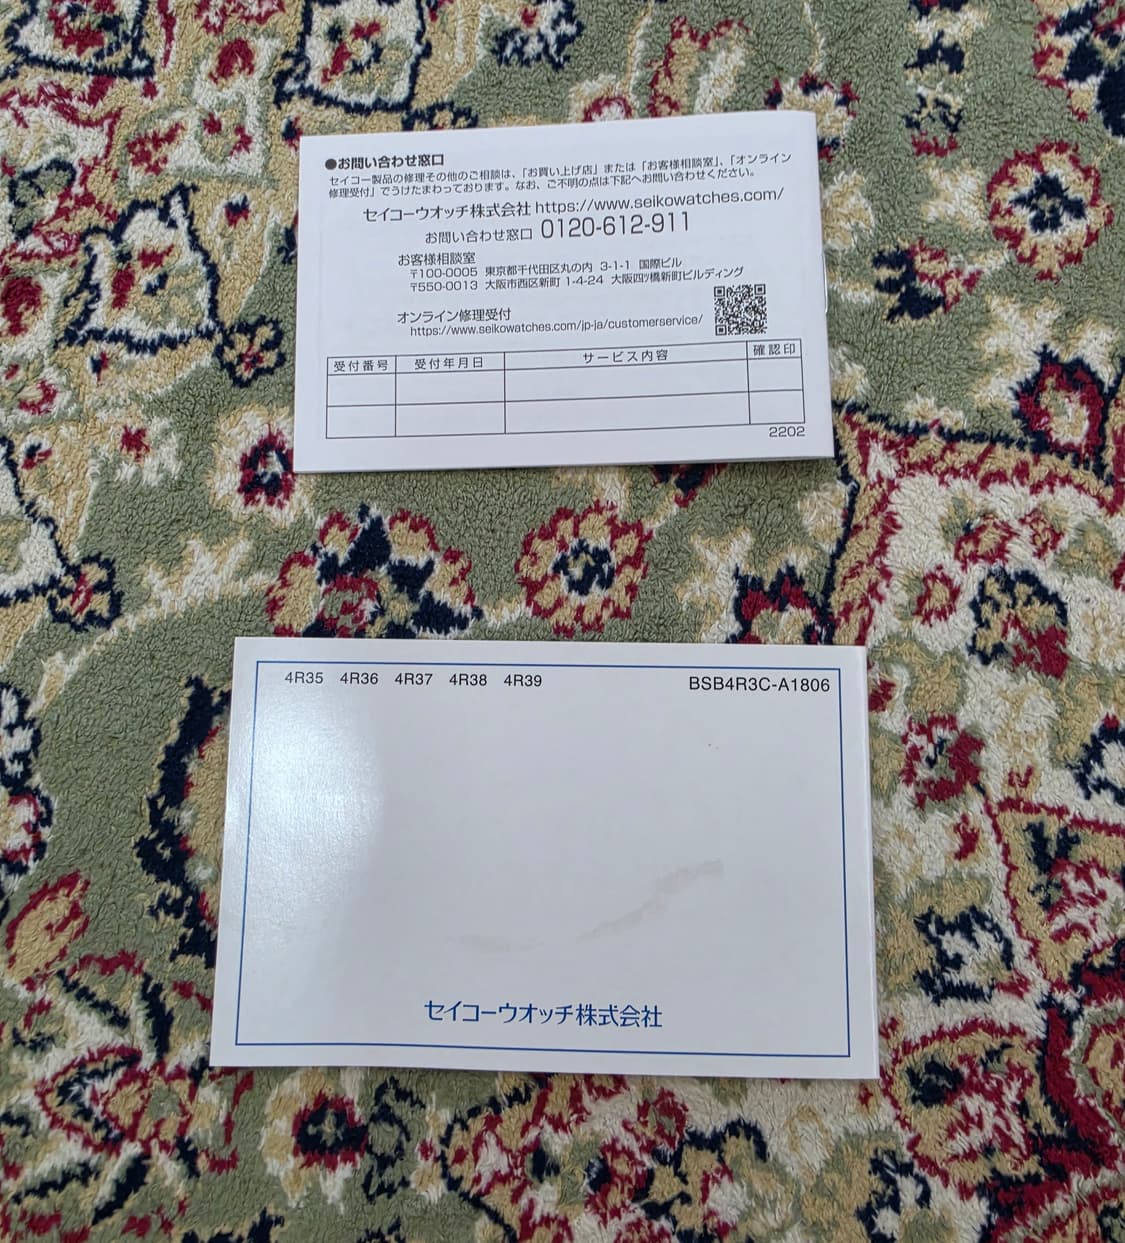 ●お問い合わせ窓口
セイコー製品の修理その他のご相談は、「お買い上げ店」または「お客様相談室」、「オンライン
修理受付」でうけたまわっております。なお、ご不明の点は下記へお問い合わせください。
セイコーウオッチ株式会社 https://www.seikowatches.com/
お問い合わせ窓口 0120-612-911
お客様相談室
〒100-0005 東京都千代田区丸の内 3-1-1 国際ビル
〒550-0013 大阪市西区新町 1-4-24 大阪四ツ橋新町ビルディング
オンライン修理受付
https://www.seikowatches.com/jp-ja/customerservice/
受付番号 受付年月日 サービス内容 確認印
2202
4R35 4R36 4R37 4R38 4R39 BSB4R3C-A1806
セイコーウオッチ株式会社